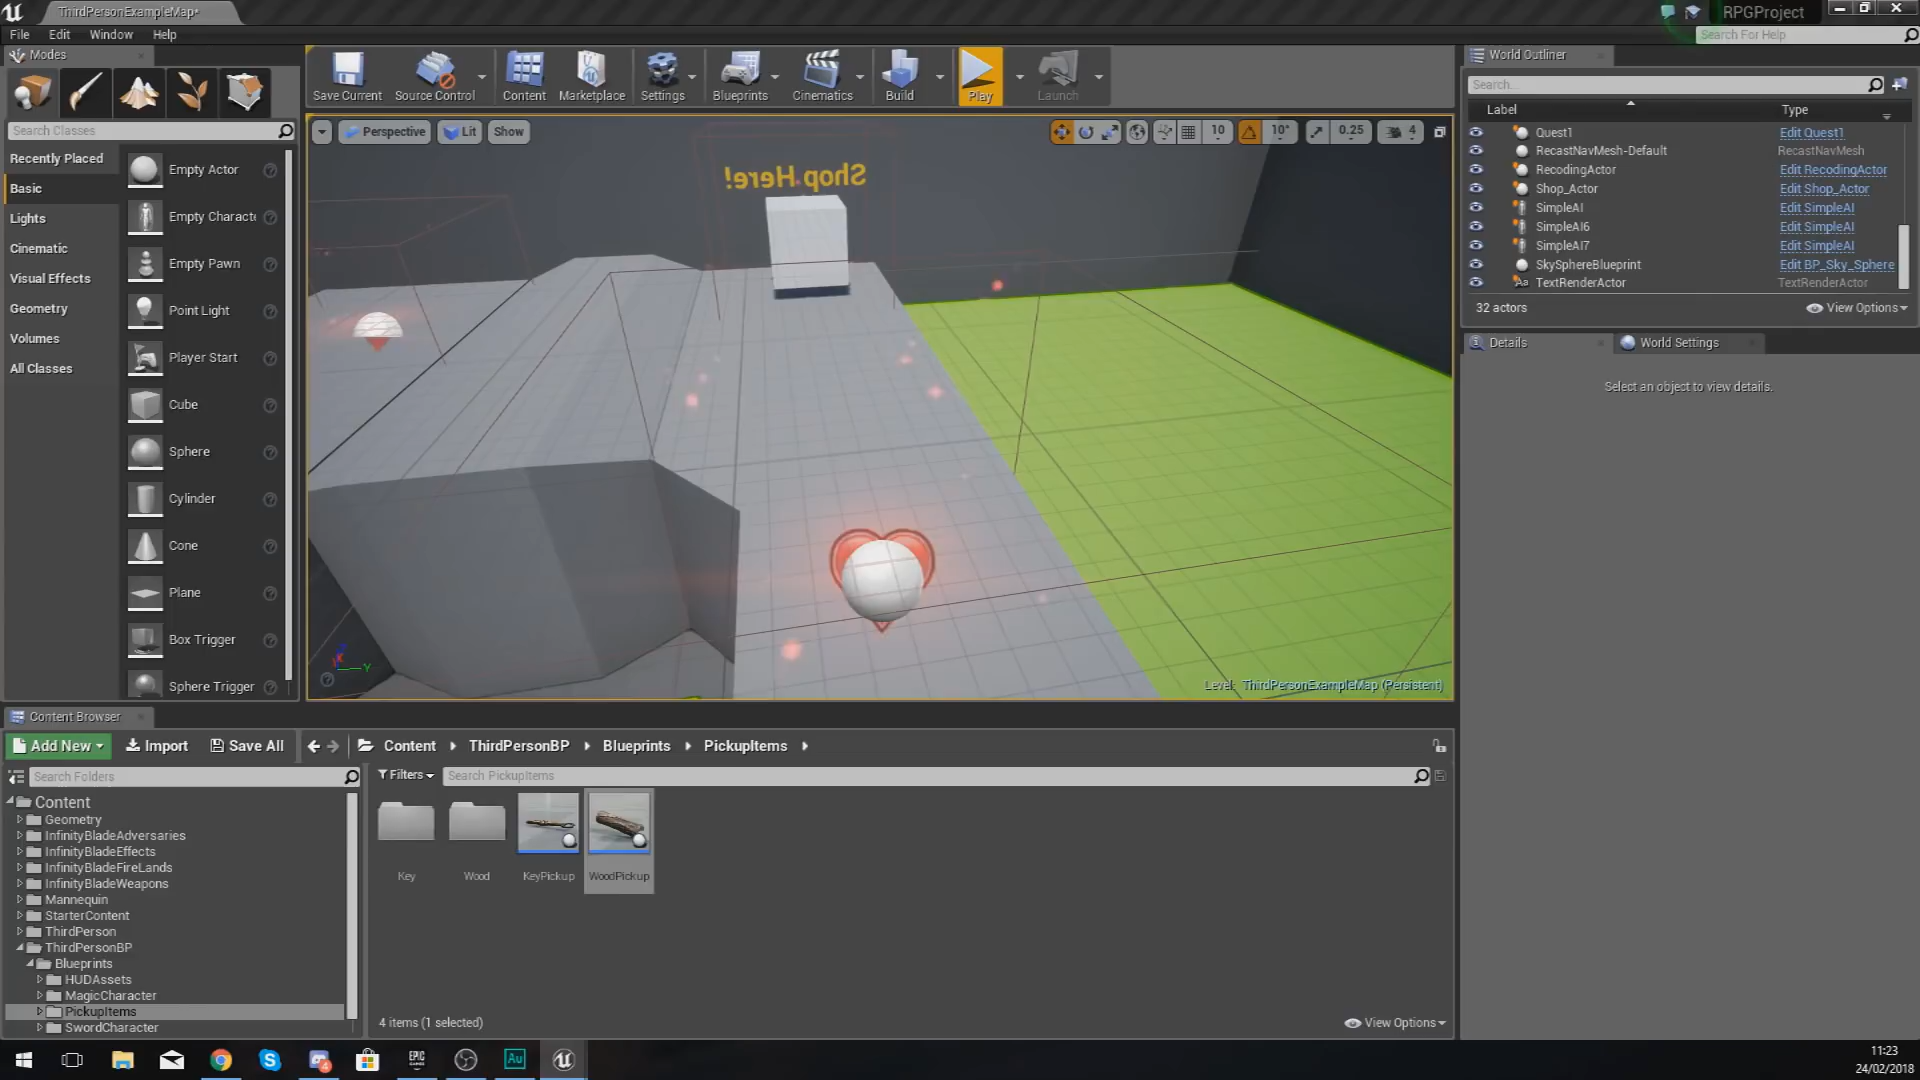 ThirdPersonExampleMap*
RPGProject
File Edit Window Help
Search For Help
Modes
Search Classes
Recently Placed
Basic
Lights
Cinematic
Visual Effects
Geometry
Volumes
All Classes
Empty Actor
Empty Charact
Empty Pawn
Point Light
Player Start
Cube
Sphere
Cylinder
Cone
Plane
Box Trigger
Sphere Trigger
Save Current
Source Control
Content
Marketplace
Settings
Blueprints
Cinematics
Build
Play
Launch
Perspective
Lit
Show
10
10°
0.25
4
Shop Here!
Level: ThirdPersonExampleMap (Persistent)
X Y
World Outliner
Search...
Label Type
Quest1 Edit Quest1
RecastNavMesh-Default RecastNavMesh
RecodingActor Edit RecodingActor
Shop_Actor Edit Shop_Actor
SimpleAI Edit SimpleAI
SimpleAI6 Edit SimpleAI
SimpleAI7 Edit SimpleAI
SkySphereBlueprint Edit BP_Sky_Sphere
TextRenderActor TextRenderActor
32 actors
View Options
Details
World Settings
Select an object to view details.
Content Browser
Add New
Import
Save All
Content
ThirdPersonBP
Blueprints
PickupItems
Search Folders
Filters
Search PickupItems
Content
Geometry
InfinityBladeAdversaries
InfinityBladeEffects
InfinityBladeFireLands
InfinityBladeWeapons
Mannequin
StarterContent
ThirdPerson
ThirdPersonBP
Blueprints
HUDAssets
MagicCharacter
PickupItems
SwordCharacter
Key
Wood
KeyPickup
WoodPickup
4 items (1 selected)
View Options
4
EPIC
GAMES
Au
11:23
24/02/2018